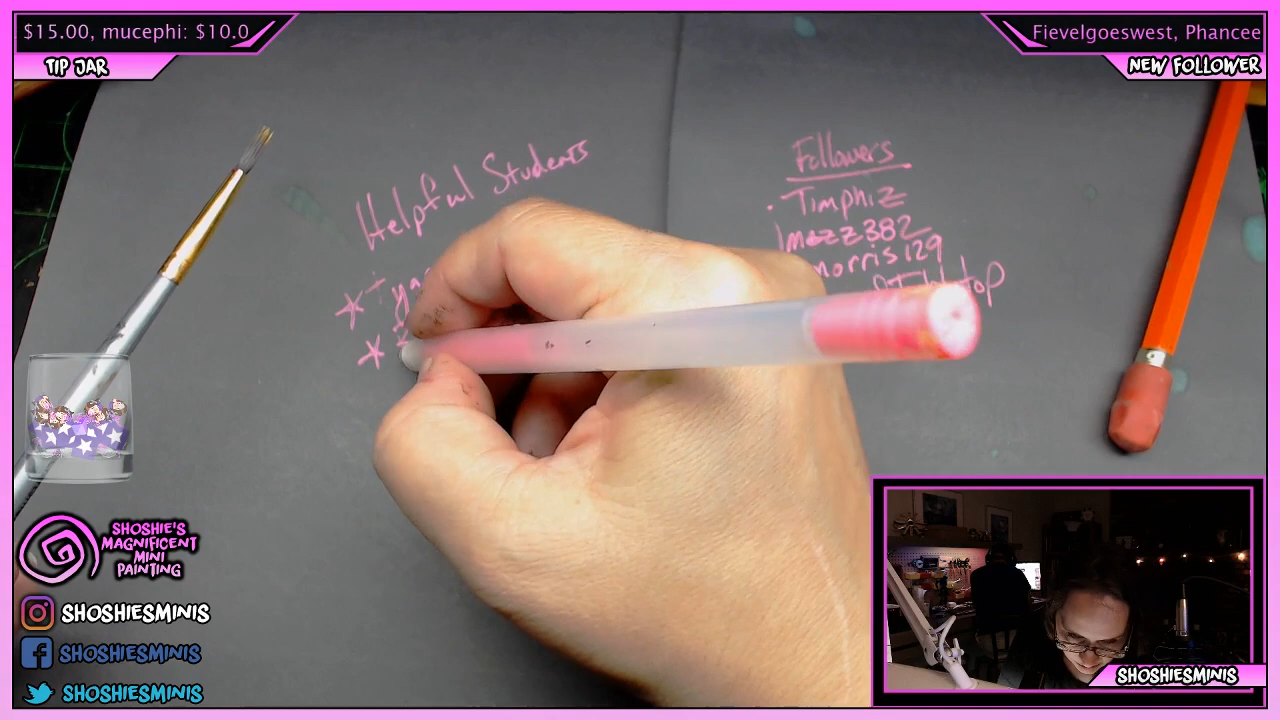 $15.00, mucephi: $10.0
TIP JAR
Fievelgoeswest, Phancee
NEW FOLLOWER
Helpful Students
Followers
Timphiz
morris129
SHOSHIE'S
MAGNIFICENT
MINI
PAINTING
SHOSHIESMINIS
SHOSHIESMINIS
SHOSHIESMINIS
SHOSHIESMINIS